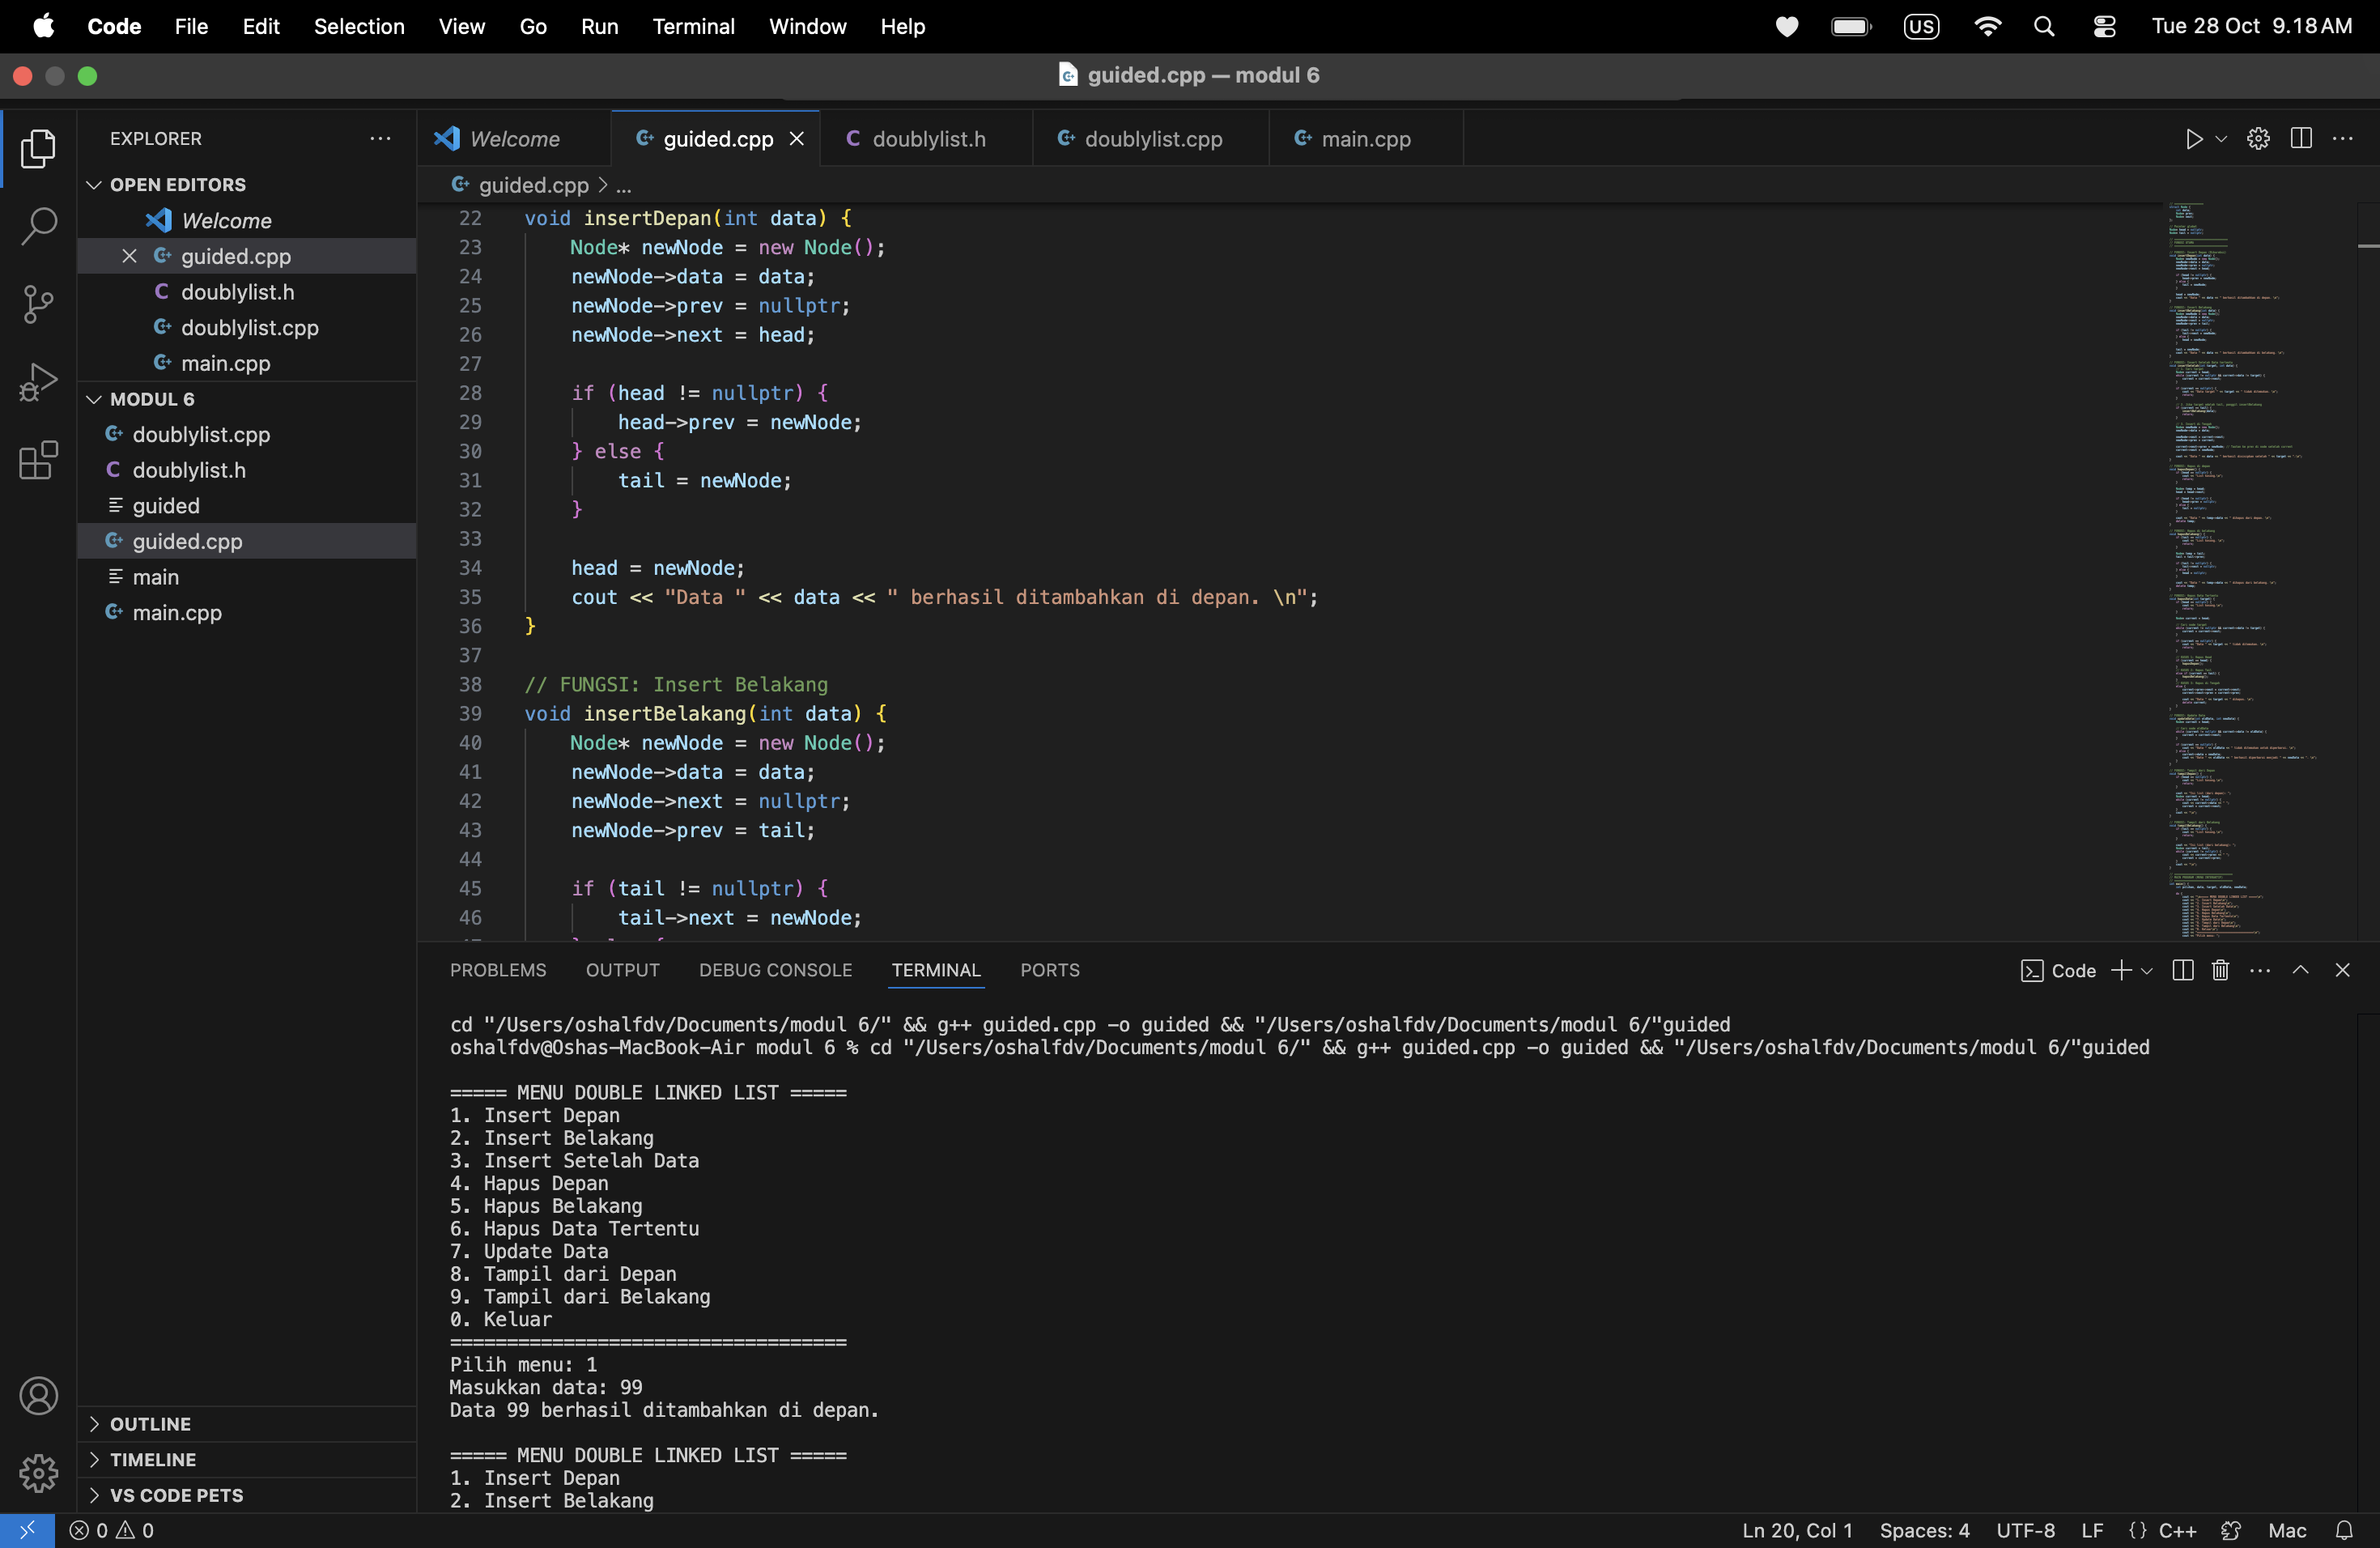 Code File Edit Selection View Go Run Terminal Window Help US Tue 28 Oct 9.18 AM
guided.cpp — modul 6
EXPLORER
OPEN EDITORS
Welcome
guided.cpp
doublylist.h
doublylist.cpp
main.cpp
MODUL 6
doublylist.cpp
doublylist.h
guided
guided.cpp
main
main.cpp
OUTLINE
TIMELINE
VS CODE PETS
Welcome guided.cpp doublylist.h doublylist.cpp main.cpp
guided.cpp > ...
22 void insertDepan(int data) {
23 Node* newNode = new Node();
24 newNode->data = data;
25 newNode->prev = nullptr;
26 newNode->next = head;
27
28 if (head != nullptr) {
29 head->prev = newNode;
30 } else {
31 tail = newNode;
32 }
33
34 head = newNode;
35 cout << "Data " << data << " berhasil ditambahkan di depan. \n";
36 }
37
38 // FUNGSI: Insert Belakang
39 void insertBelakang(int data) {
40 Node* newNode = new Node();
41 newNode->data = data;
42 newNode->next = nullptr;
43 newNode->prev = tail;
44
45 if (tail != nullptr) {
46 tail->next = newNode;
PROBLEMS OUTPUT DEBUG CONSOLE TERMINAL PORTS Code
cd "/Users/oshalfdv/Documents/modul 6/" && g++ guided.cpp -o guided && "/Users/oshalfdv/Documents/modul 6/"guided
oshalfdv@Oshas-MacBook-Air modul 6 % cd "/Users/oshalfdv/Documents/modul 6/" && g++ guided.cpp -o guided && "/Users/oshalfdv/Documents/modul 6/"guided
===== MENU DOUBLE LINKED LIST =====
1. Insert Depan
2. Insert Belakang
3. Insert Setelah Data
4. Hapus Depan
5. Hapus Belakang
6. Hapus Data Tertentu
7. Update Data
8. Tampil dari Depan
9. Tampil dari Belakang
0. Keluar
===================================
Pilih menu: 1
Masukkan data: 99
Data 99 berhasil ditambahkan di depan.
===== MENU DOUBLE LINKED LIST =====
1. Insert Depan
2. Insert Belakang
0 0 Ln 20, Col 1 Spaces: 4 UTF-8 LF {} C++ Mac